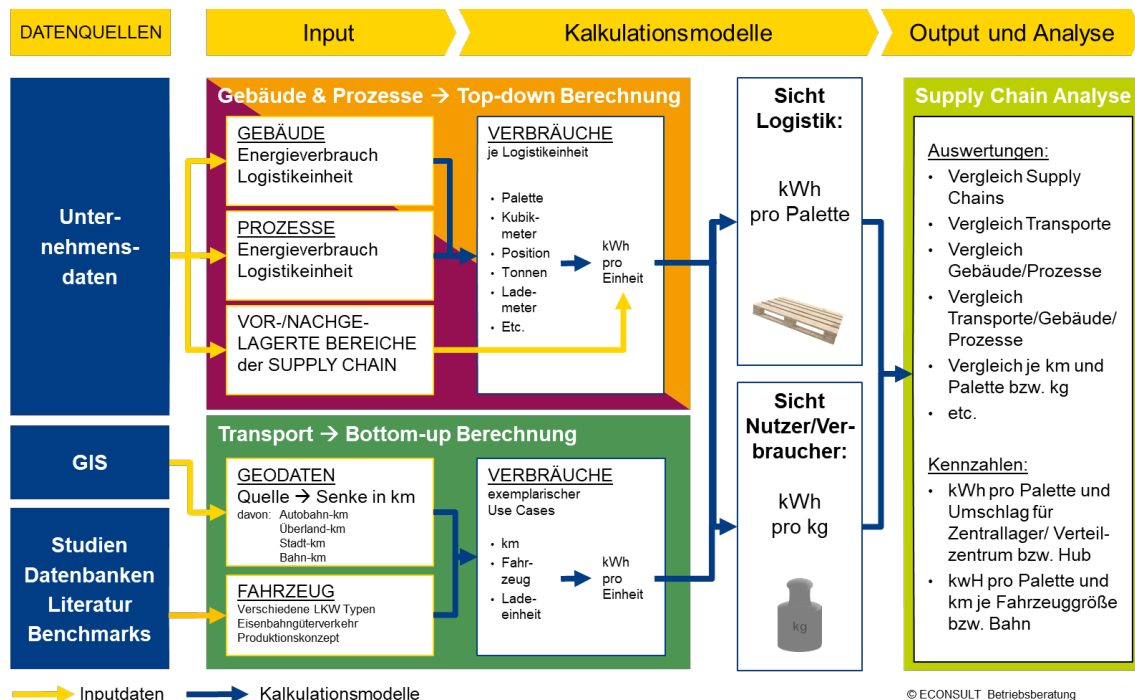 DATENQUELLEN
Input
Kalkulationsmodelle
Output und Analyse
Unter-
nehmens-
daten
GIS
Studien
Datenbanken
Literatur
Benchmarks
Gebäude & Prozesse → Top-down Berechnung
GEBÄUDE
Energieverbrauch
Logistikeinheit
PROZESSE
Energieverbrauch
Logistikeinheit
VOR-/NACHGE-
LAGERTE BEREICHE
der SUPPLY CHAIN
VERBRÄUCHE
je Logistikeinheit
• Palette
• Kubik-
meter
• Position
• Tonnen
• Lade-
meter
• Etc.
kWh
pro
Einheit
Transport → Bottom-up Berechnung
GEODATEN
Quelle → Senke in km
davon: Autobahn-km
Überland-km
Stadt-km
Bahn-km
FAHRZEUG
Verschiedene LKW Typen
Eisenbahngüterverkehr
Produktionskonzept
VERBRÄUCHE
exemplarischer
Use Cases
• km
• Fahr-
zeug
• Lade-
einheit
kWh
pro
Einheit
Sicht
Logistik:
kWh
pro Palette
Sicht
Nutzer/Ver-
braucher:
kWh
pro kg
kg
Supply Chain Analyse
Auswertungen:
• Vergleich Supply
Chains
• Vergleich Transporte
• Vergleich
Gebäude/Prozesse
• Vergleich
Transporte/Gebäude/
Prozesse
• Vergleich je km und
Palette bzw. kg
• etc.
Kennzahlen:
• kWh pro Palette und
Umschlag für
Zentrallager/ Verteil-
zentrum bzw. Hub
• kwH pro Palette und
km je Fahrzeuggröße
bzw. Bahn
Inputdaten
Kalkulationsmodelle
© ECONSULT Betriebsberatung